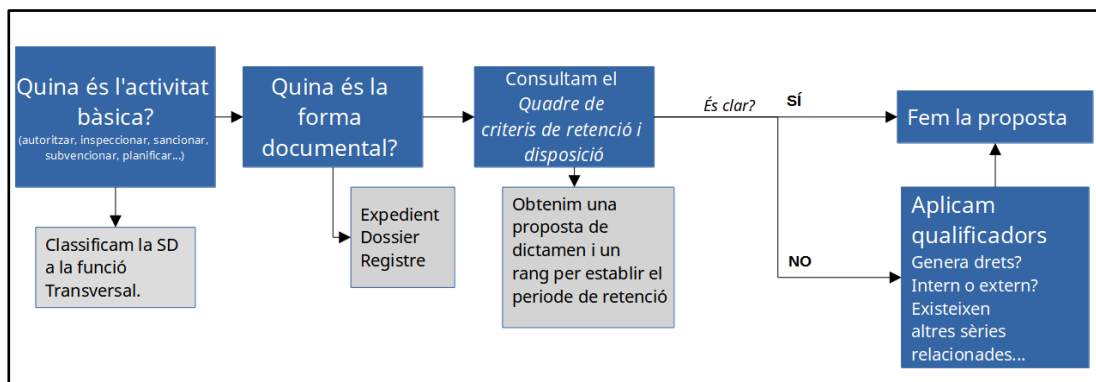 Quina és l'activitat
bàsica?
(autoritzar, inspeccionar, sancionar,
subvencionar, planificar...)
Classificam la SD
a la funció
Transversal.
Quina és la
forma
documental?
Expedient
Dossier
Registre
Consultam el
Quadre de
criteris de retenció i
disposició
Obtenim una
proposta de
dictamen i un
rang per establir el
periode de retenció
És clar?
SÍ
Fem la proposta
NO
Aplicam
qualificadors
Genera drets?
Intern o extern?
Existeixen
altres sèries
relacionades...